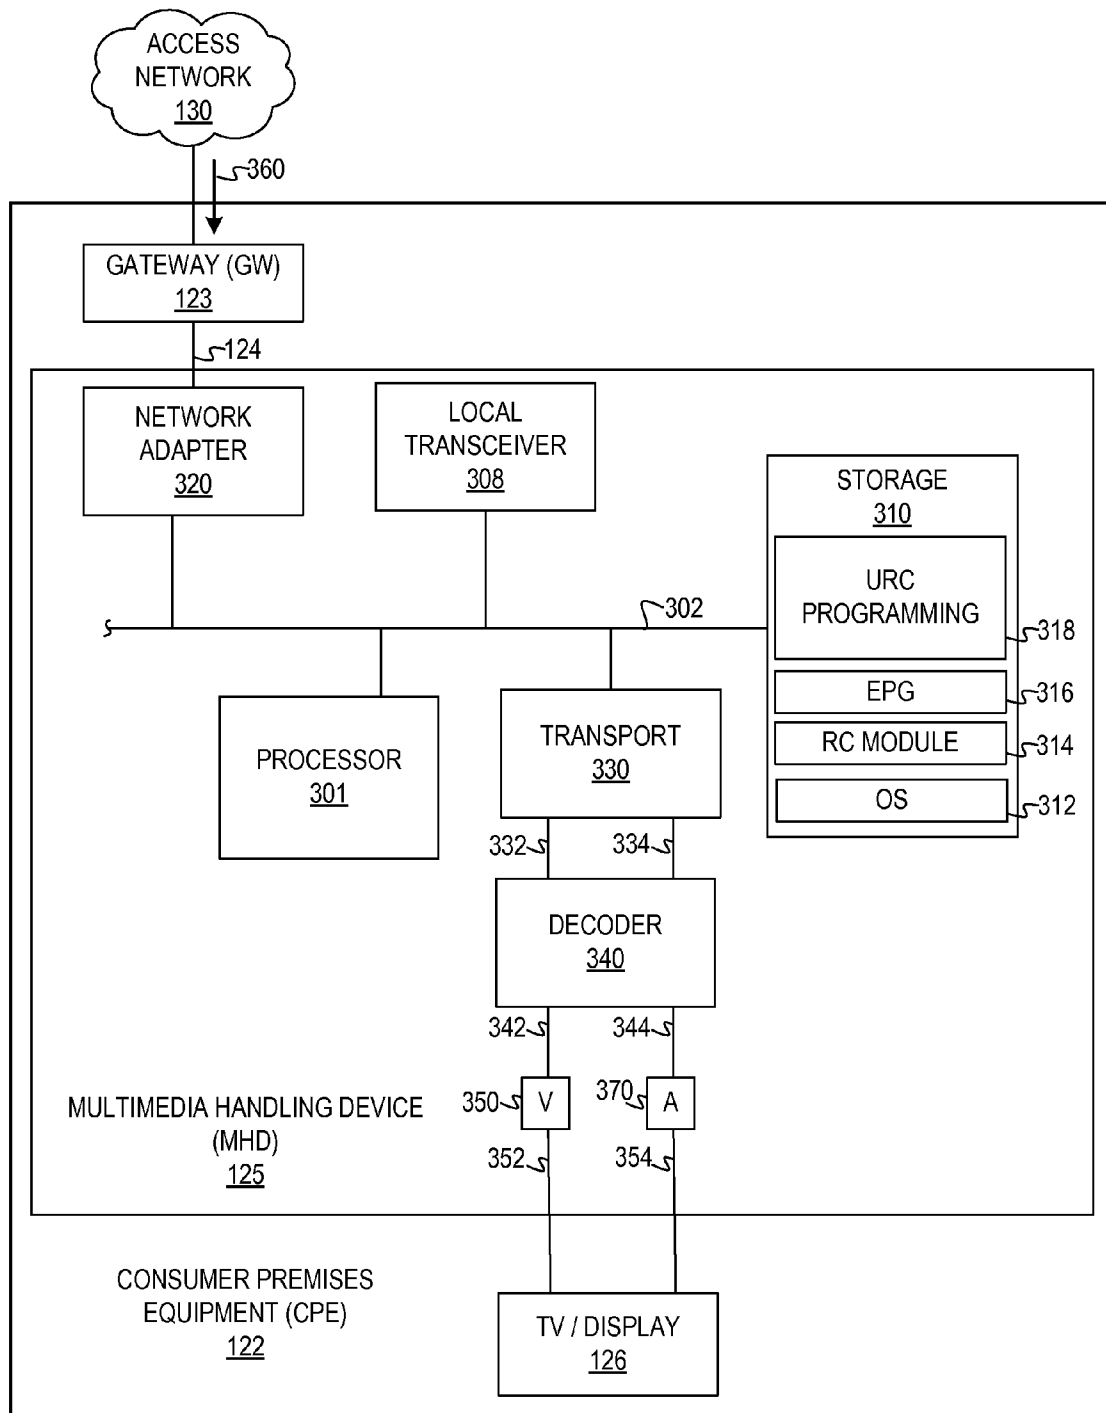 ACCESS
NETWORK
130
360
GATEWAY (GW)
123
124
NETWORK
ADAPTER
320
LOCAL
TRANSCEIVER
308
STORAGE
310
URC
PROGRAMMING
318
EPG
316
RC MODULE
314
OS
312
302
PROCESSOR
301
TRANSPORT
330
332
334
DECODER
340
342
344
350
V
370
A
352
354
MULTIMEDIA HANDLING DEVICE
(MHD)
125
CONSUMER PREMISES
EQUIPMENT (CPE)
122
TV / DISPLAY
126